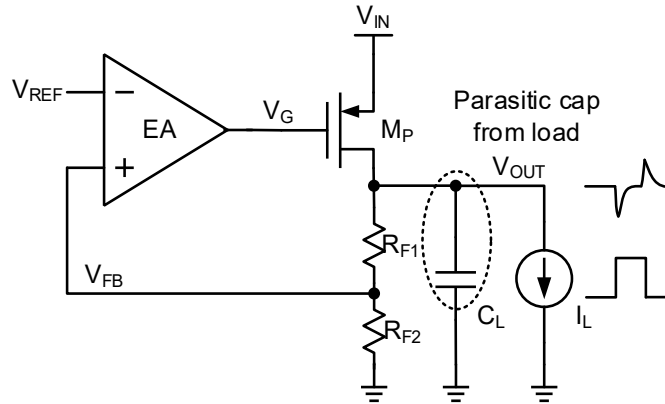 V_IN
V_REF
−
EA
+
V_G
M_P
Parasitic cap
from load
V_OUT
R_F1
V_FB
R_F2
C_L
I_L